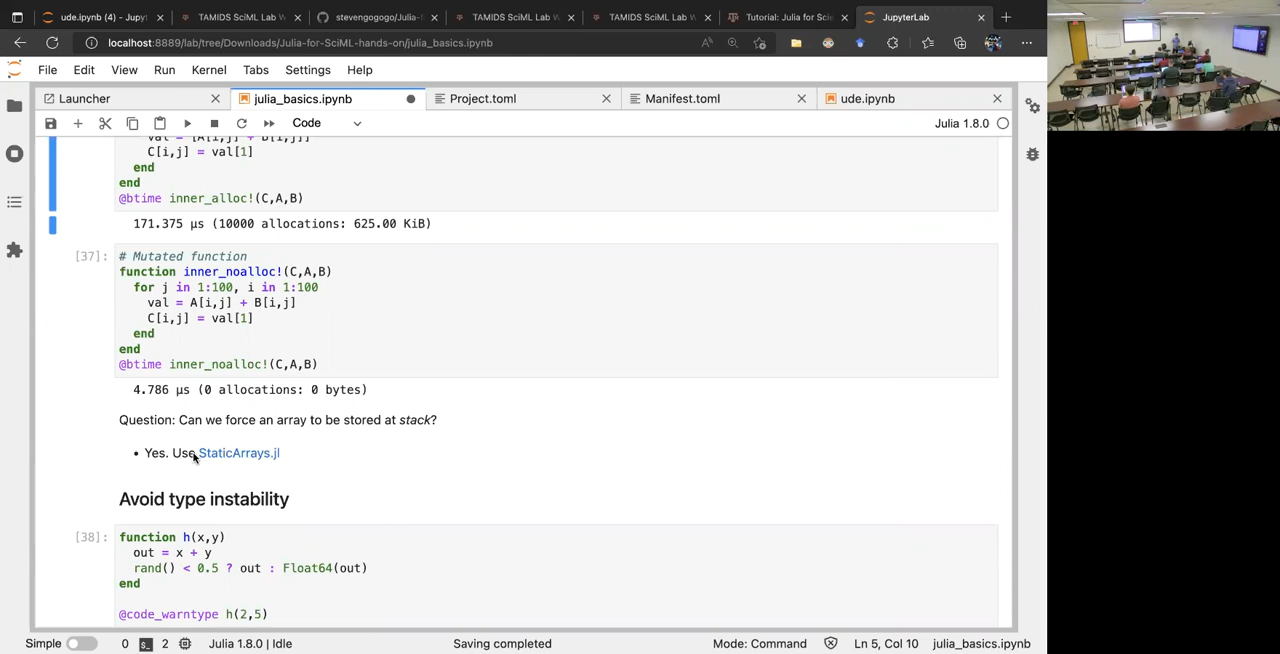 ude.ipynb (4) - Jupyt
TAMIDS SciML Lab W
stevengogogo/Julia-f
TAMIDS SciML Lab W
TAMIDS SciML Lab W
Tutorial: Julia for Scie
JupyterLab
localhost:8889/lab/tree/Downloads/Julia-for-SciML-hands-on/julia_basics.ipynb
File Edit View Run Kernel Tabs Settings Help
Launcher
julia_basics.ipynb
Project.toml
Manifest.toml
ude.ipynb
Code
Julia 1.8.0
val = [A[i,j] + B[i,j]]
C[i,j] = val[1]
end
end
@btime inner_alloc!(C,A,B)
171.375 μs (10000 allocations: 625.00 KiB)
[37]:
# Mutated function
function inner_noalloc!(C,A,B)
for j in 1:100, i in 1:100
val = A[i,j] + B[i,j]
C[i,j] = val[1]
end
end
@btime inner_noalloc!(C,A,B)
4.786 μs (0 allocations: 0 bytes)
Question: Can we force an array to be stored at stack?
• Yes. Use StaticArrays.jl
Avoid type instability
[38]:
function h(x,y)
out = x + y
rand() < 0.5 ? out : Float64(out)
end
@code_warntype h(2,5)
Simple 0 2 Julia 1.8.0 | Idle Saving completed Mode: Command Ln 5, Col 10 julia_basics.ipynb